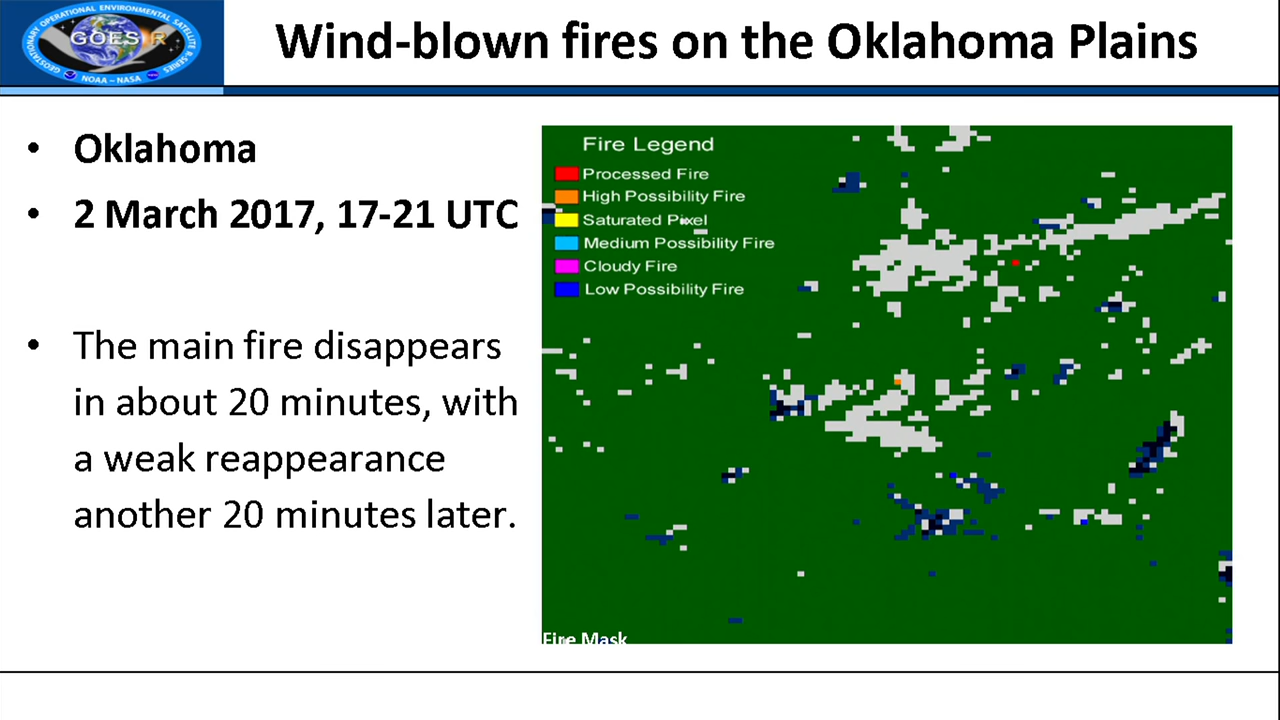 GEOSTATIONARY OPERATIONAL ENVIRONMENTAL SATELLITE R SERIES
GOES R
NOAA – NASA
Wind-blown fires on the Oklahoma Plains
• Oklahoma
• 2 March 2017, 17-21 UTC
• The main fire disappears
in about 20 minutes, with
a weak reappearance
another 20 minutes later.
Fire Legend
Processed Fire
High Possibility Fire
Saturated Pixel
Medium Possibility Fire
Cloudy Fire
Low Possibility Fire
Fire Mask